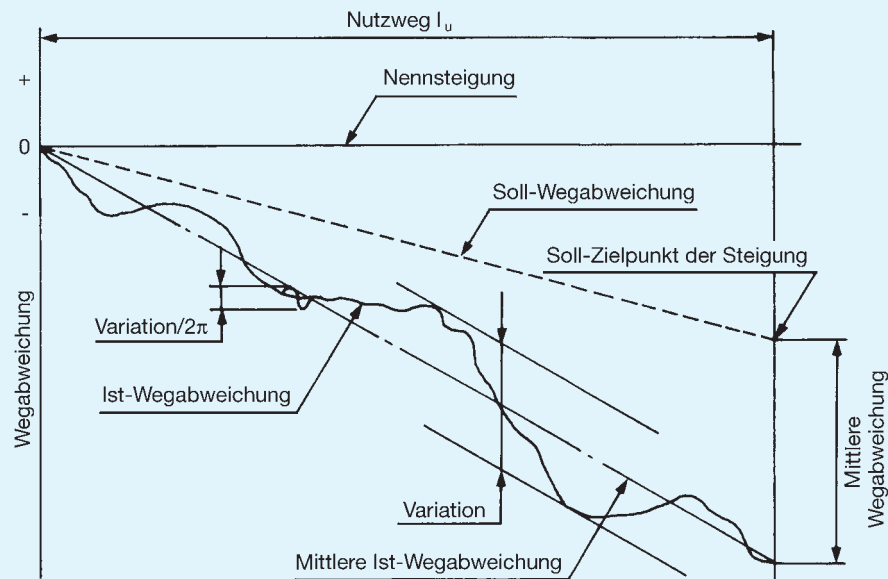 Nutzweg l_u
+
Nennsteigung
0
Soll-Wegabweichung
-
Soll-Zielpunkt der Steigung
Variation/2π
Ist-Wegabweichung
Wegabweichung
Mittlere
Wegabweichung
Variation
Mittlere Ist-Wegabweichung